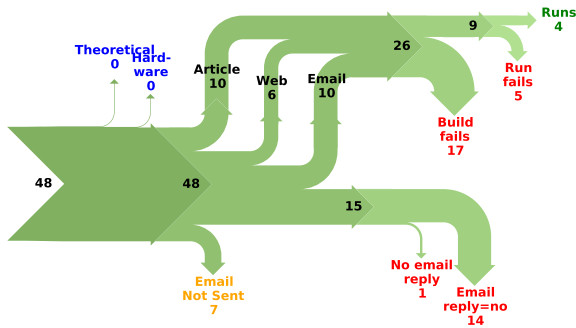 Runs
4
9
26
Theoretical
0
Hard-
ware
0
Article
10
Web
6
Email
10
Run
fails
5
Build
fails
17
48
48
15
No email
reply
1
Email
reply=no
14
Email
Not Sent
7